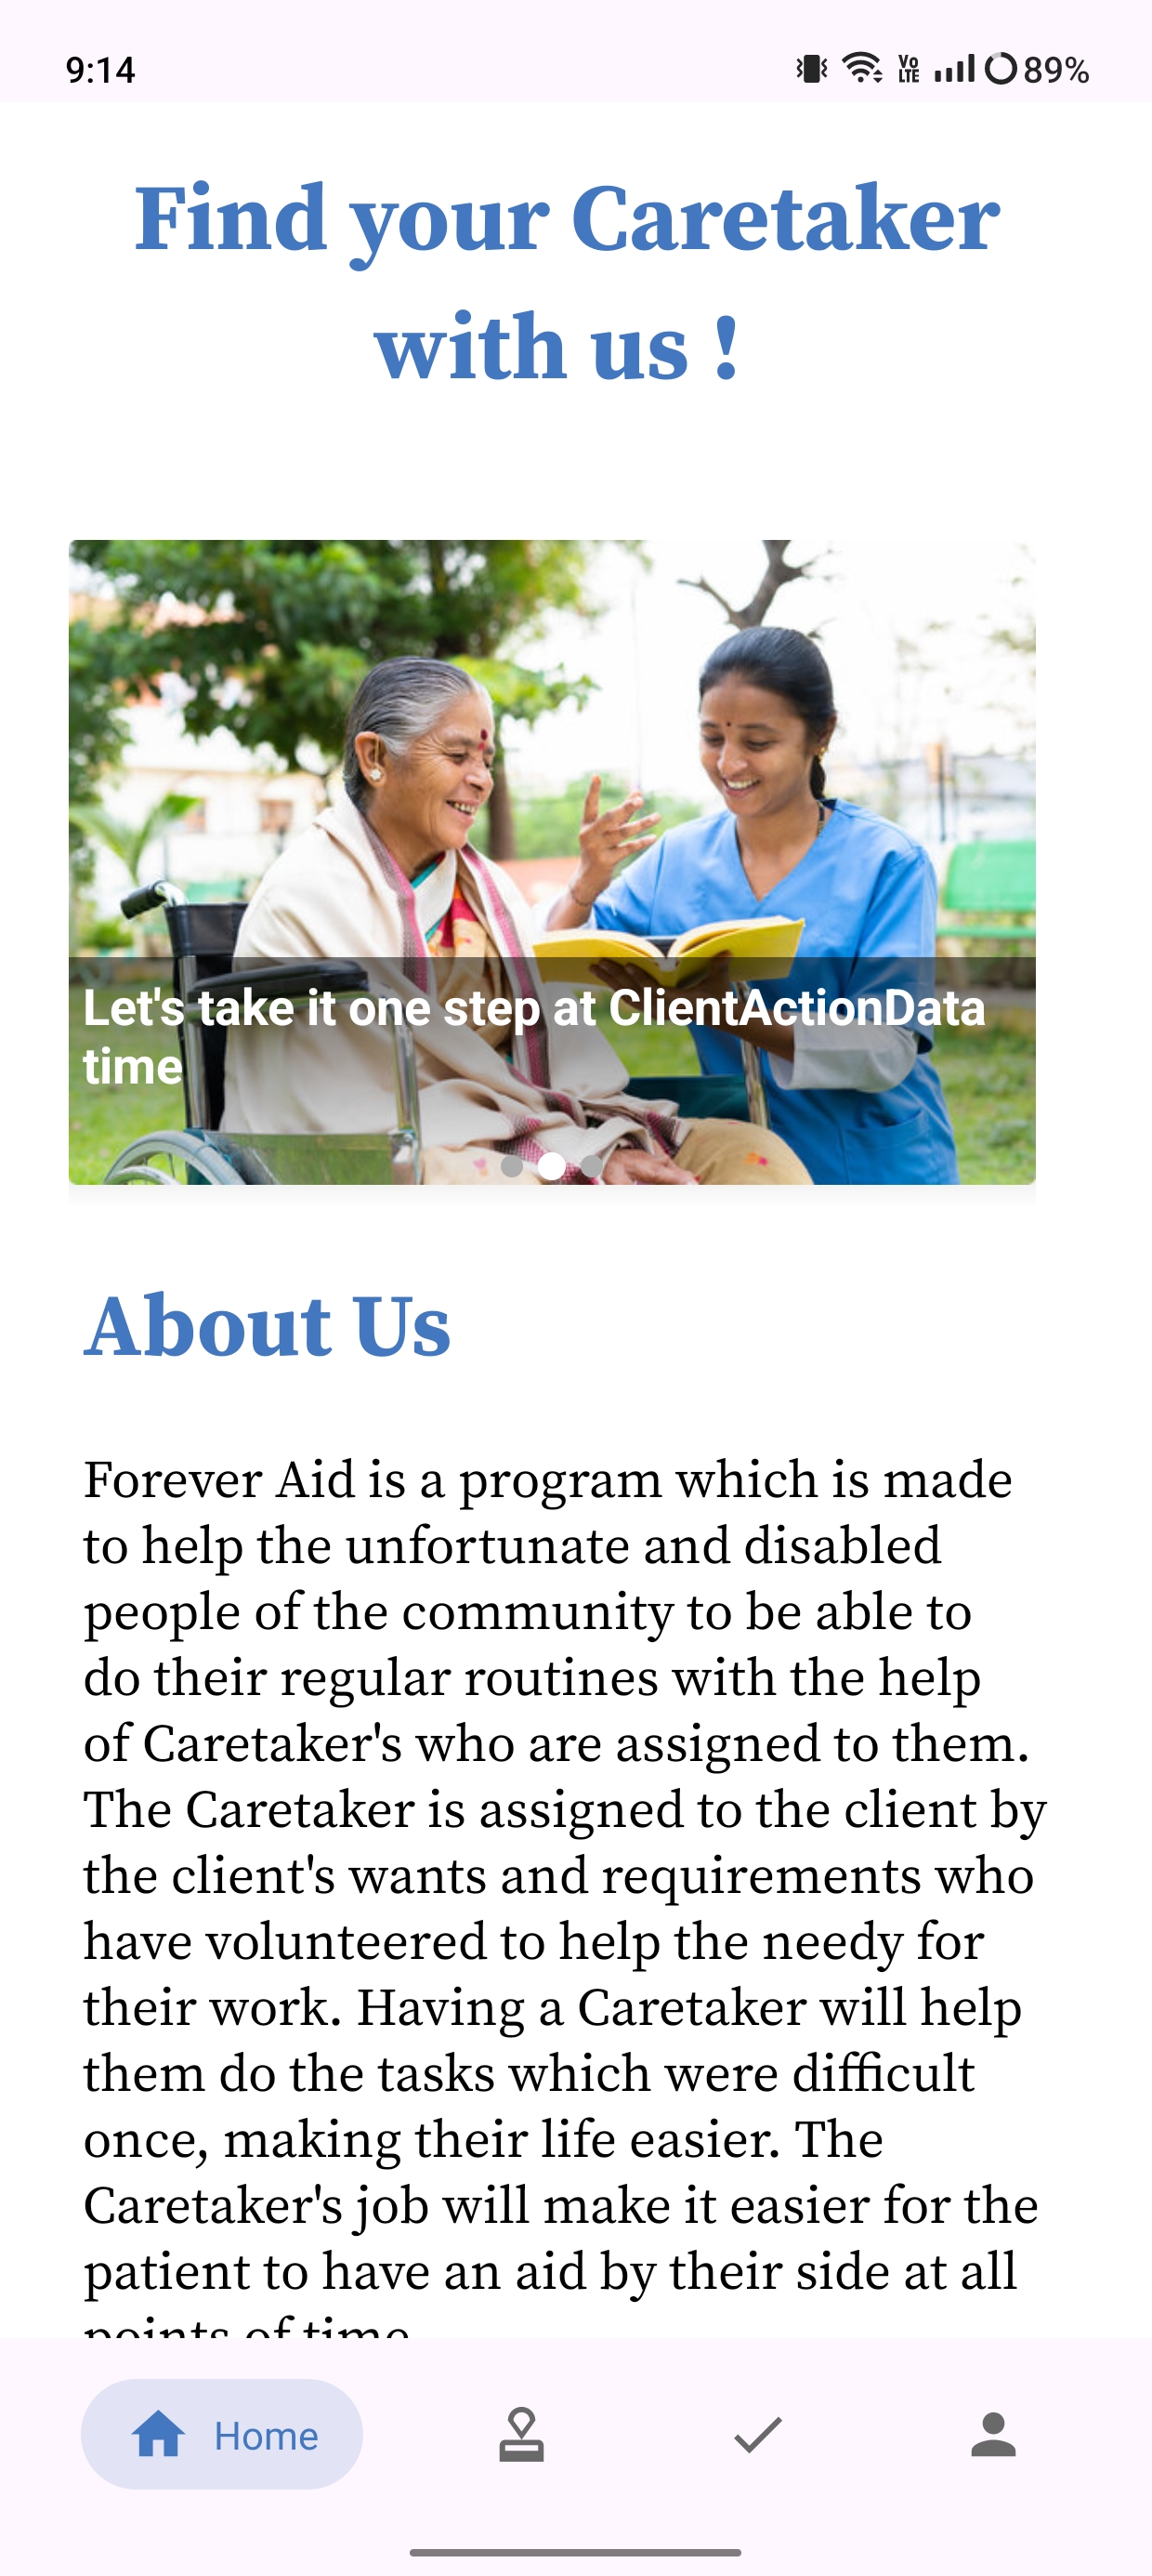 9:14
Vo
LTE
89%
Find your Caretaker
with us !
Let's take it one step at ClientActionData
time
About Us
Forever Aid is a program which is made
to help the unfortunate and disabled
people of the community to be able to
do their regular routines with the help
of Caretaker's who are assigned to them.
The Caretaker is assigned to the client by
the client's wants and requirements who
have volunteered to help the needy for
their work. Having a Caretaker will help
them do the tasks which were difficult
once, making their life easier. The
Caretaker's job will make it easier for the
patient to have an aid by their side at all
points of time
Home